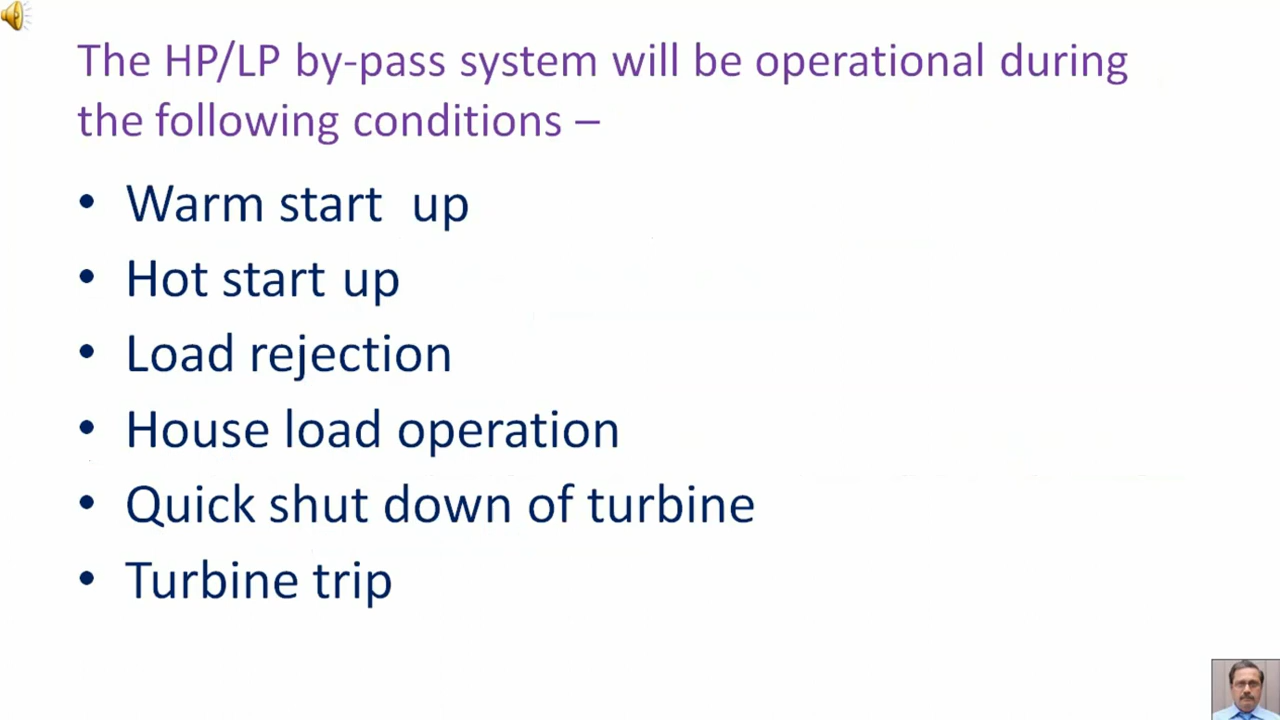 The HP/LP by-pass system will be operational during
the following conditions –
• Warm start  up
• Hot start up
• Load rejection
• House load operation
• Quick shut down of turbine
• Turbine trip